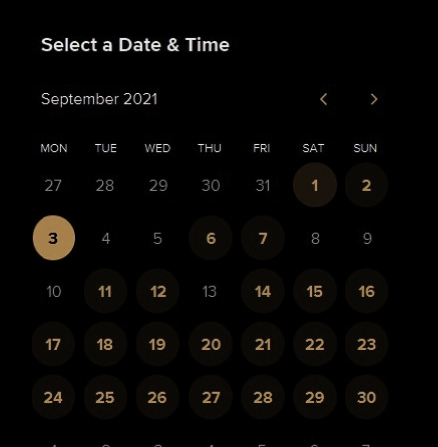 Select a Date & Time
September 2021
MON TUE WED THU FRI SAT SUN
27 28 29 30 31 1 2
3 4 5 6 7 8 9
10 11 12 13 14 15 16
17 18 19 20 21 22 23
24 25 26 27 28 29 30